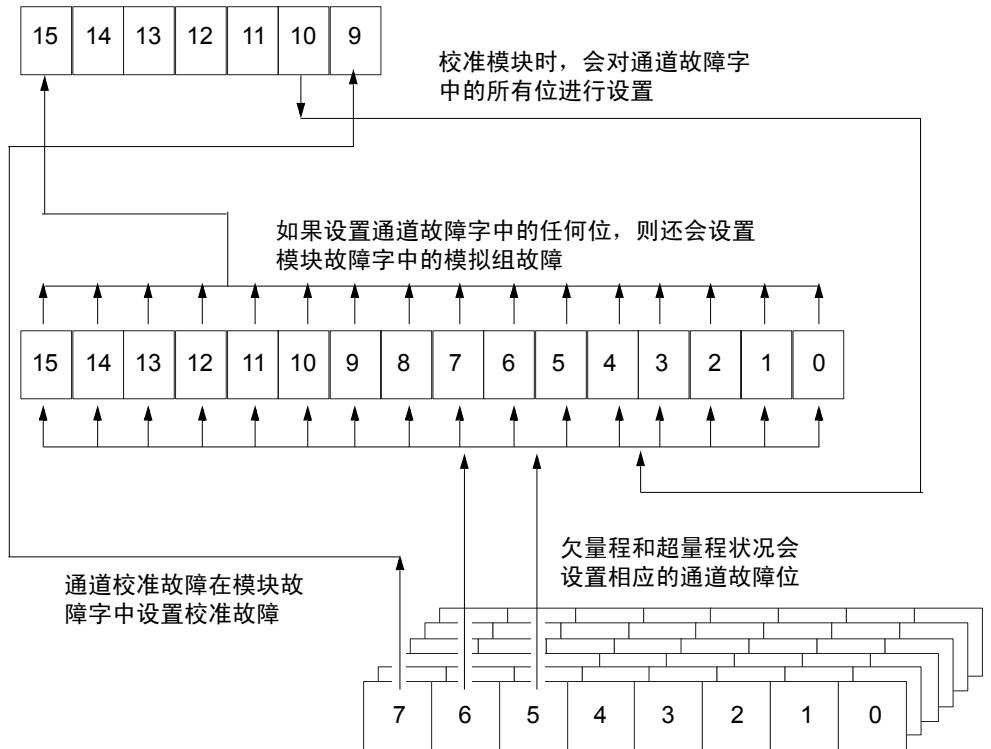 15 14 13 12 11 10 9
校准模块时，会对通道故障字
中的所有位进行设置
如果设置通道故障字中的任何位，则还会设置
模块故障字中的模拟组故障
15 14 13 12 11 10 9 8 7 6 5 4 3 2 1 0
欠量程和超量程状况会
设置相应的通道故障位
通道校准故障在模块故
障字中设置校准故障
7 6 5 4 3 2 1 0